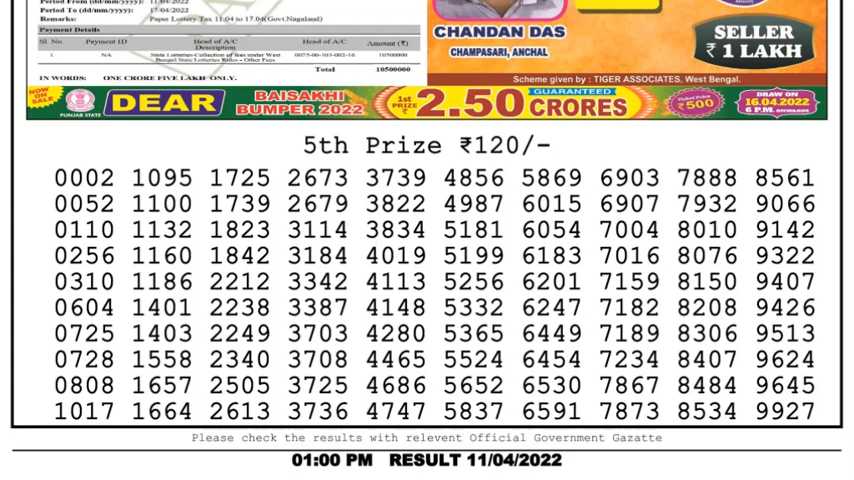 Period From (dd/mm/yyyy): 11/04/2022
Period To (dd/mm/yyyy): 17/04/2022
Remarks: Paper Lottery Tax 11.04 to 17.04(Govt.Nagaland)
Payment Details
Sl No. Payment ID Head of A/C Description Head of A/C Amount (₹)
1 NA State Lotteries-Collection of fees under West Bengal State Lotteries Rules - Other Fees 0075-00-103-002-16 10500000
Total 10500000
IN WORDS: ONE CRORE FIVE LAKH ONLY.
CHANDAN DAS
CHAMPASARI, ANCHAL
SELLER
₹ 1 LAKH
Scheme given by : TIGER ASSOCIATES, West Bengal.
NOW ON SALE
PUNJAB STATE
DEAR
BAISAKHI
BUMPER 2022
1st PRIZE ₹2.50
GUARANTEED
CRORES
Ticket Price
₹500
DRAW ON
16.04.2022
6 P.M. ONWARDS
5th Prize ₹120/-
0002 1095 1725 2673 3739 4856 5869 6903 7888 8561
0052 1100 1739 2679 3822 4987 6015 6907 7932 9066
0110 1132 1823 3114 3834 5181 6054 7004 8010 9142
0256 1160 1842 3184 4019 5199 6183 7016 8076 9322
0310 1186 2212 3342 4113 5256 6201 7159 8150 9407
0604 1401 2238 3387 4148 5332 6247 7182 8208 9426
0725 1403 2249 3703 4280 5365 6449 7189 8306 9513
0728 1558 2340 3708 4465 5524 6454 7234 8407 9624
0808 1657 2505 3725 4686 5652 6530 7867 8484 9645
1017 1664 2613 3736 4747 5837 6591 7873 8534 9927
Please check the results with relevent Official Government Gazatte
01:00 PM RESULT 11/04/2022